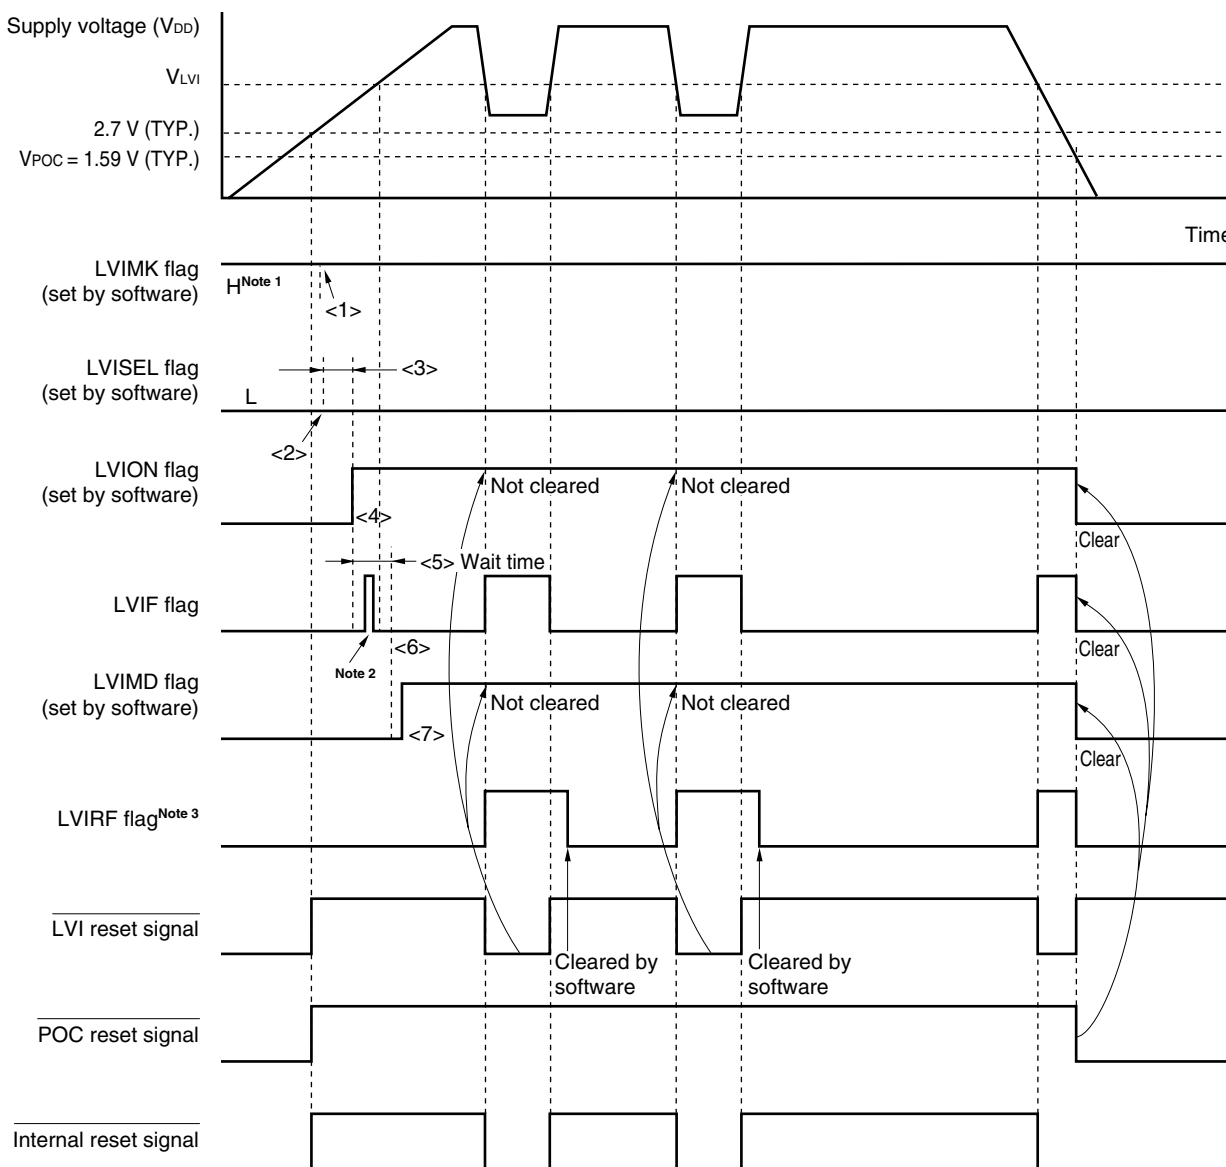 Supply voltage (VDD)
VLVI
2.7 V (TYP.)
VPOC = 1.59 V (TYP.)
Time
LVIMK flag
(set by software)
H Note 1
<1>
LVISEL flag
(set by software)
<3>
L
<2>
LVION flag
(set by software)
Not cleared
Not cleared
<4>
Clear
<5> Wait time
LVIF flag
Note 2
<6>
Clear
LVIMD flag
(set by software)
Not cleared
Not cleared
<7>
Clear
LVIRF flag Note 3
LVI reset signal
Cleared by
software
Cleared by
software
POC reset signal
Internal reset signal